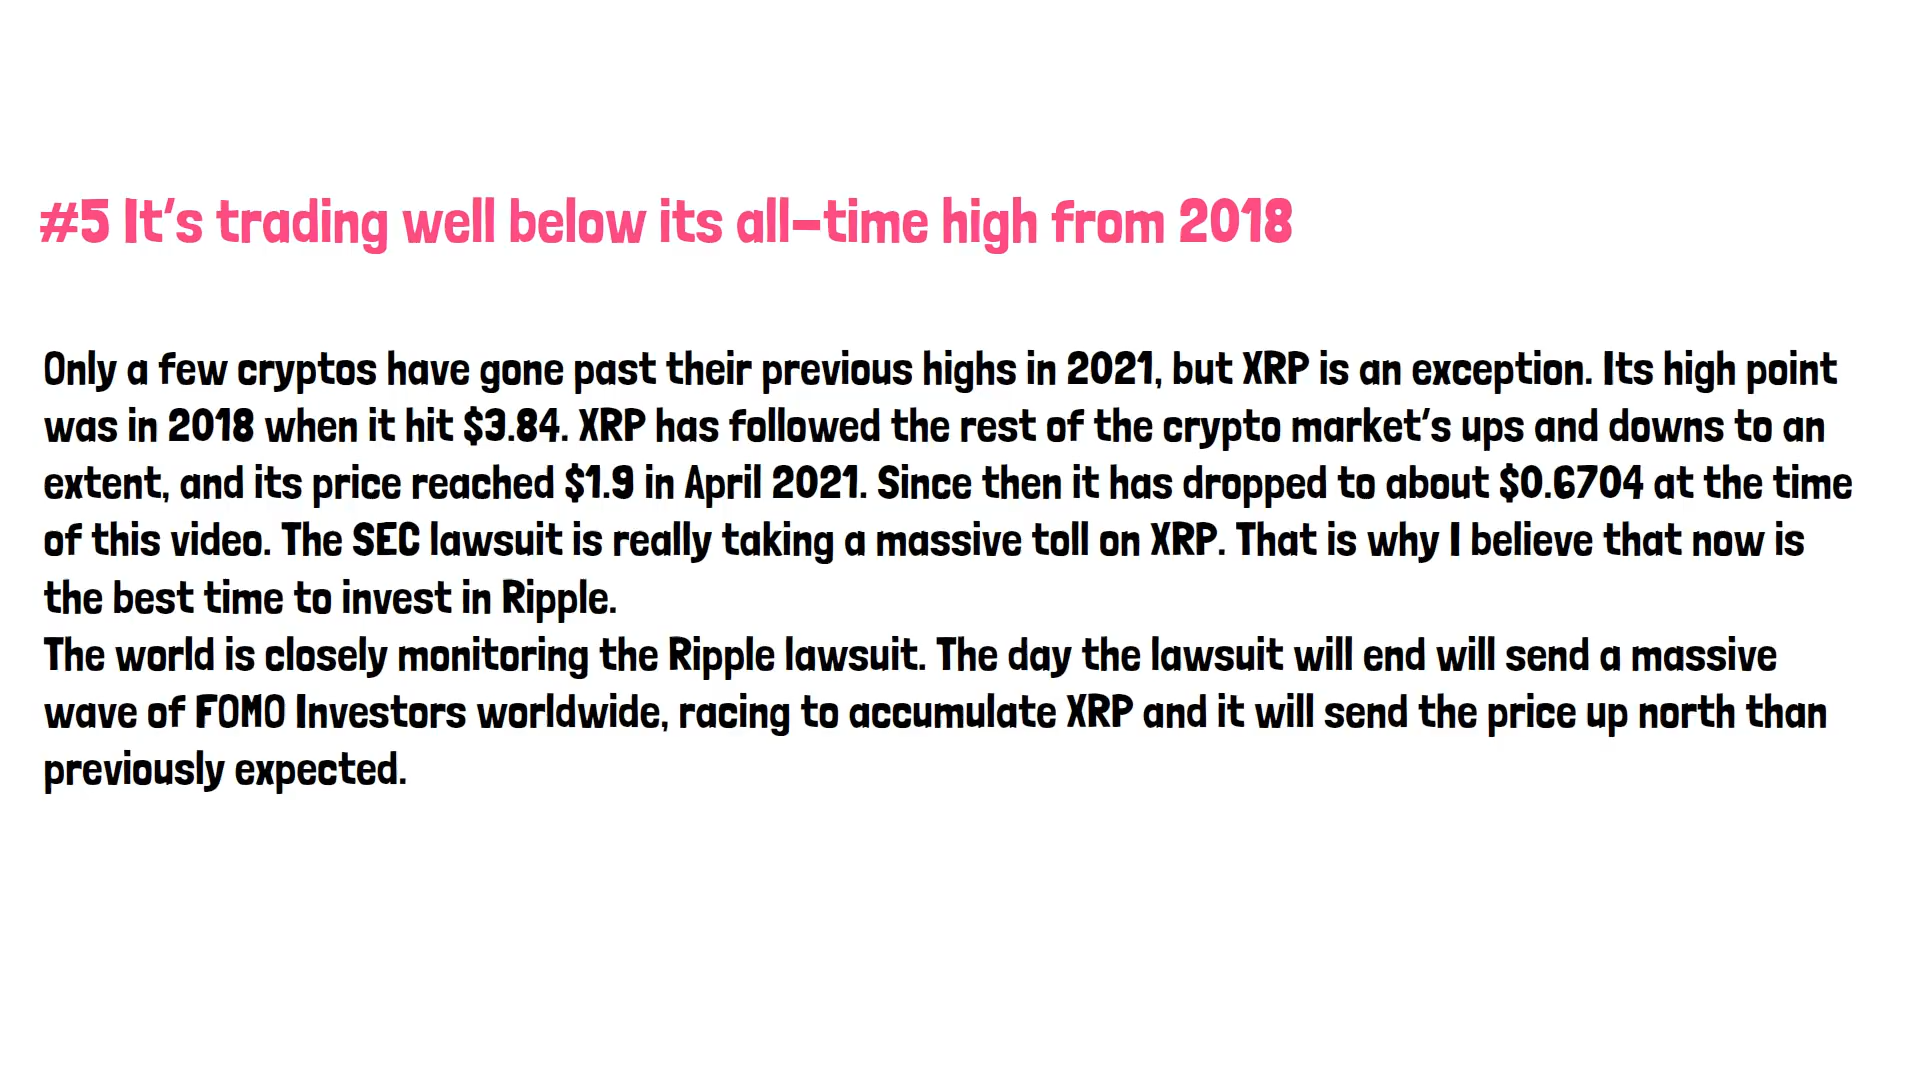 #5 It's trading well below its all-time high from 2018
Only a few cryptos have gone past their previous highs in 2021, but XRP is an exception. Its high point
was in 2018 when it hit $3.84. XRP has followed the rest of the crypto market's ups and downs to an
extent, and its price reached $1.9 in April 2021. Since then it has dropped to about $0.6704 at the time
of this video. The SEC lawsuit is really taking a massive toll on XRP. That is why I believe that now is
the best time to invest in Ripple.
The world is closely monitoring the Ripple lawsuit. The day the lawsuit will end will send a massive
wave of FOMO Investors worldwide, racing to accumulate XRP and it will send the price up north than
previously expected.